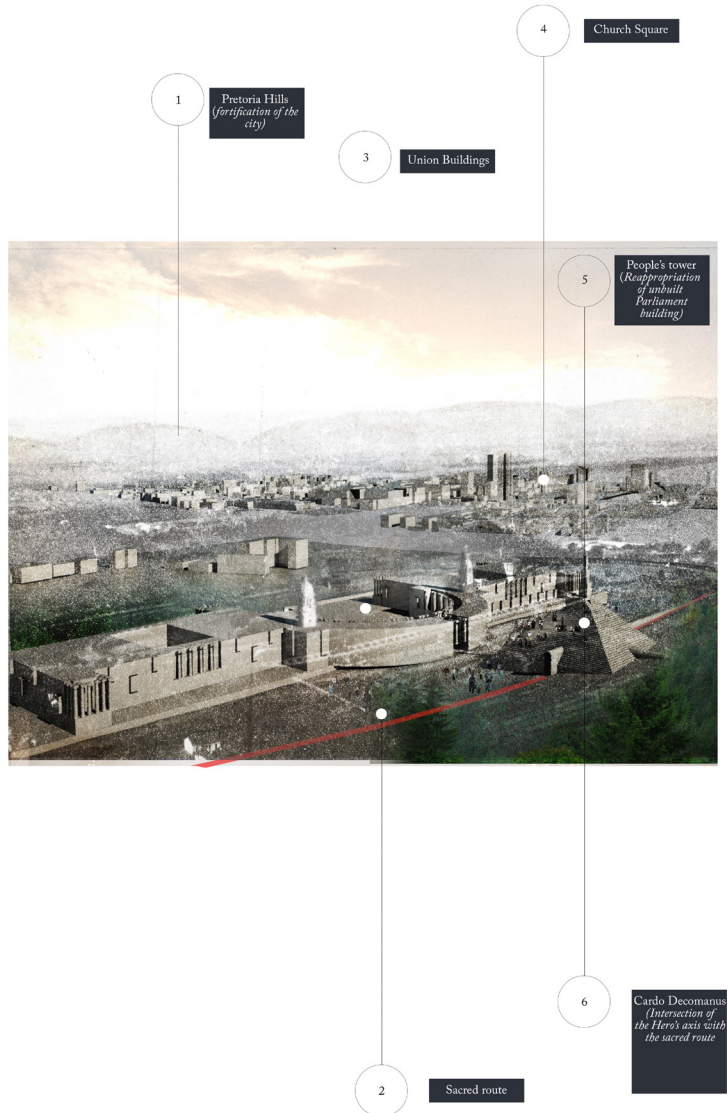 4
Church Square
1
Pretoria Hills
(fortification of the
city)
3
Union Buildings
5
People's tower
(Reappropriation
of unbuilt
Parliament
building)
6
Cardo Decomanus
(Intersection of
the Hero's axis with
the sacred route
2
Sacred route